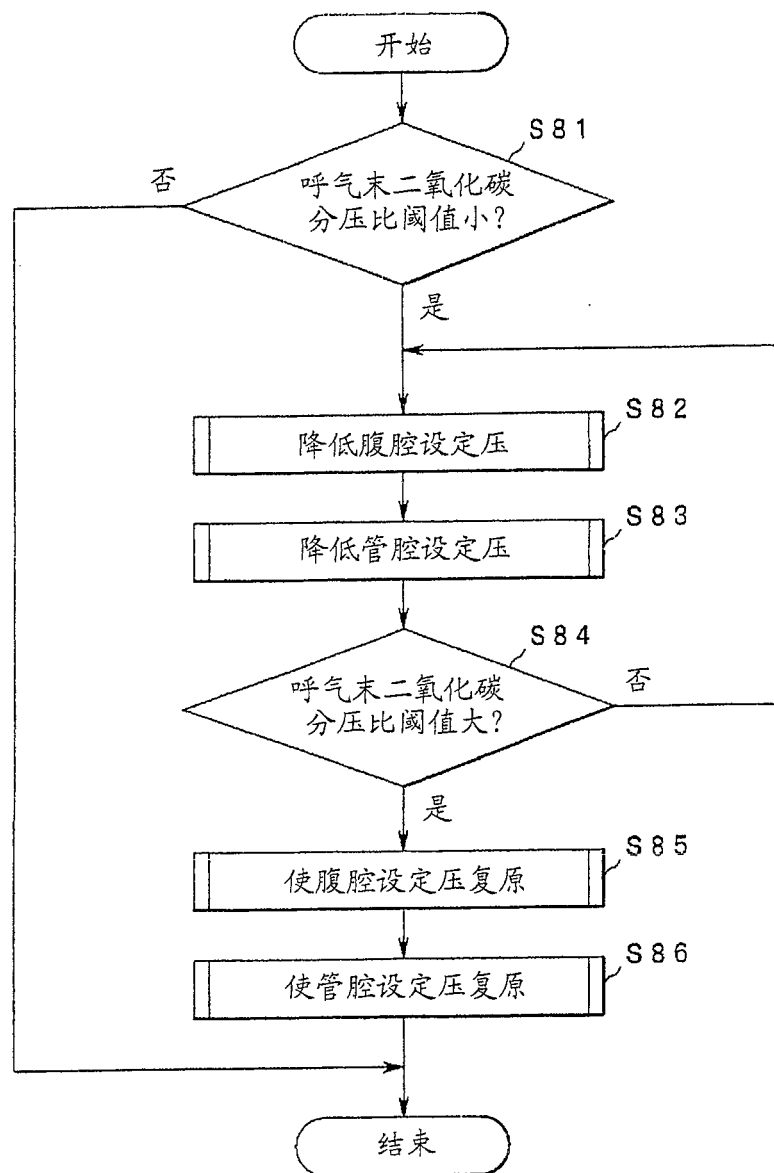 开始
S81
否
呼气末二氧化碳
分压比阈值小?
是
S82
降低腹腔设定压
S83
降低管腔设定压
S84
呼气末二氧化碳
分压比阈值大?
否
是
S85
使腹腔设定压复原
S86
使管腔设定压复原
结束